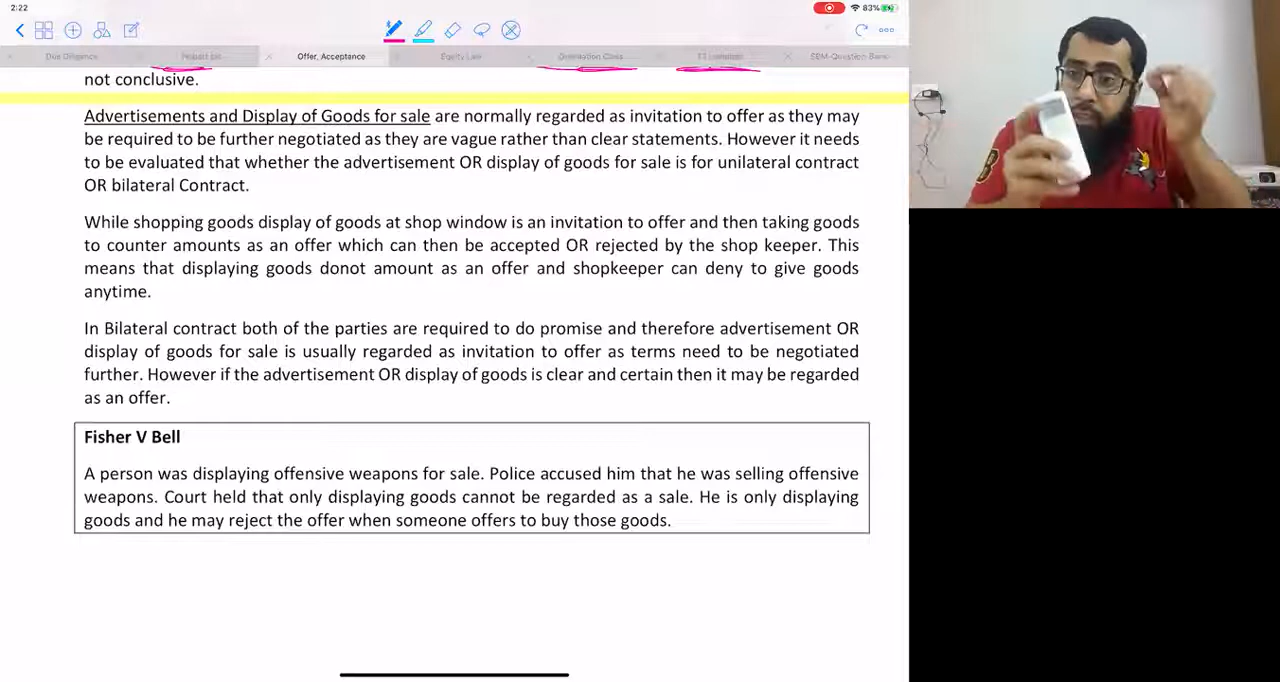 2:22
83%
Due Diligence
Offer, Acceptance
Equity Law
Orientation Class
SBM-Question Bank
not conclusive.
Advertisements and Display of Goods for sale are normally regarded as invitation to offer as they may
be required to be further negotiated as they are vague rather than clear statements. However it needs
to be evaluated that whether the advertisement OR display of goods for sale is for unilateral contract
OR bilateral Contract.
While shopping goods display of goods at shop window is an invitation to offer and then taking goods
to counter amounts as an offer which can then be accepted OR rejected by the shop keeper. This
means that displaying goods donot amount as an offer and shopkeeper can deny to give goods
anytime.
In Bilateral contract both of the parties are required to do promise and therefore advertisement OR
display of goods for sale is usually regarded as invitation to offer as terms need to be negotiated
further. However if the advertisement OR display of goods is clear and certain then it may be regarded
as an offer.
Fisher V Bell
A person was displaying offensive weapons for sale. Police accused him that he was selling offensive
weapons. Court held that only displaying goods cannot be regarded as a sale. He is only displaying
goods and he may reject the offer when someone offers to buy those goods.